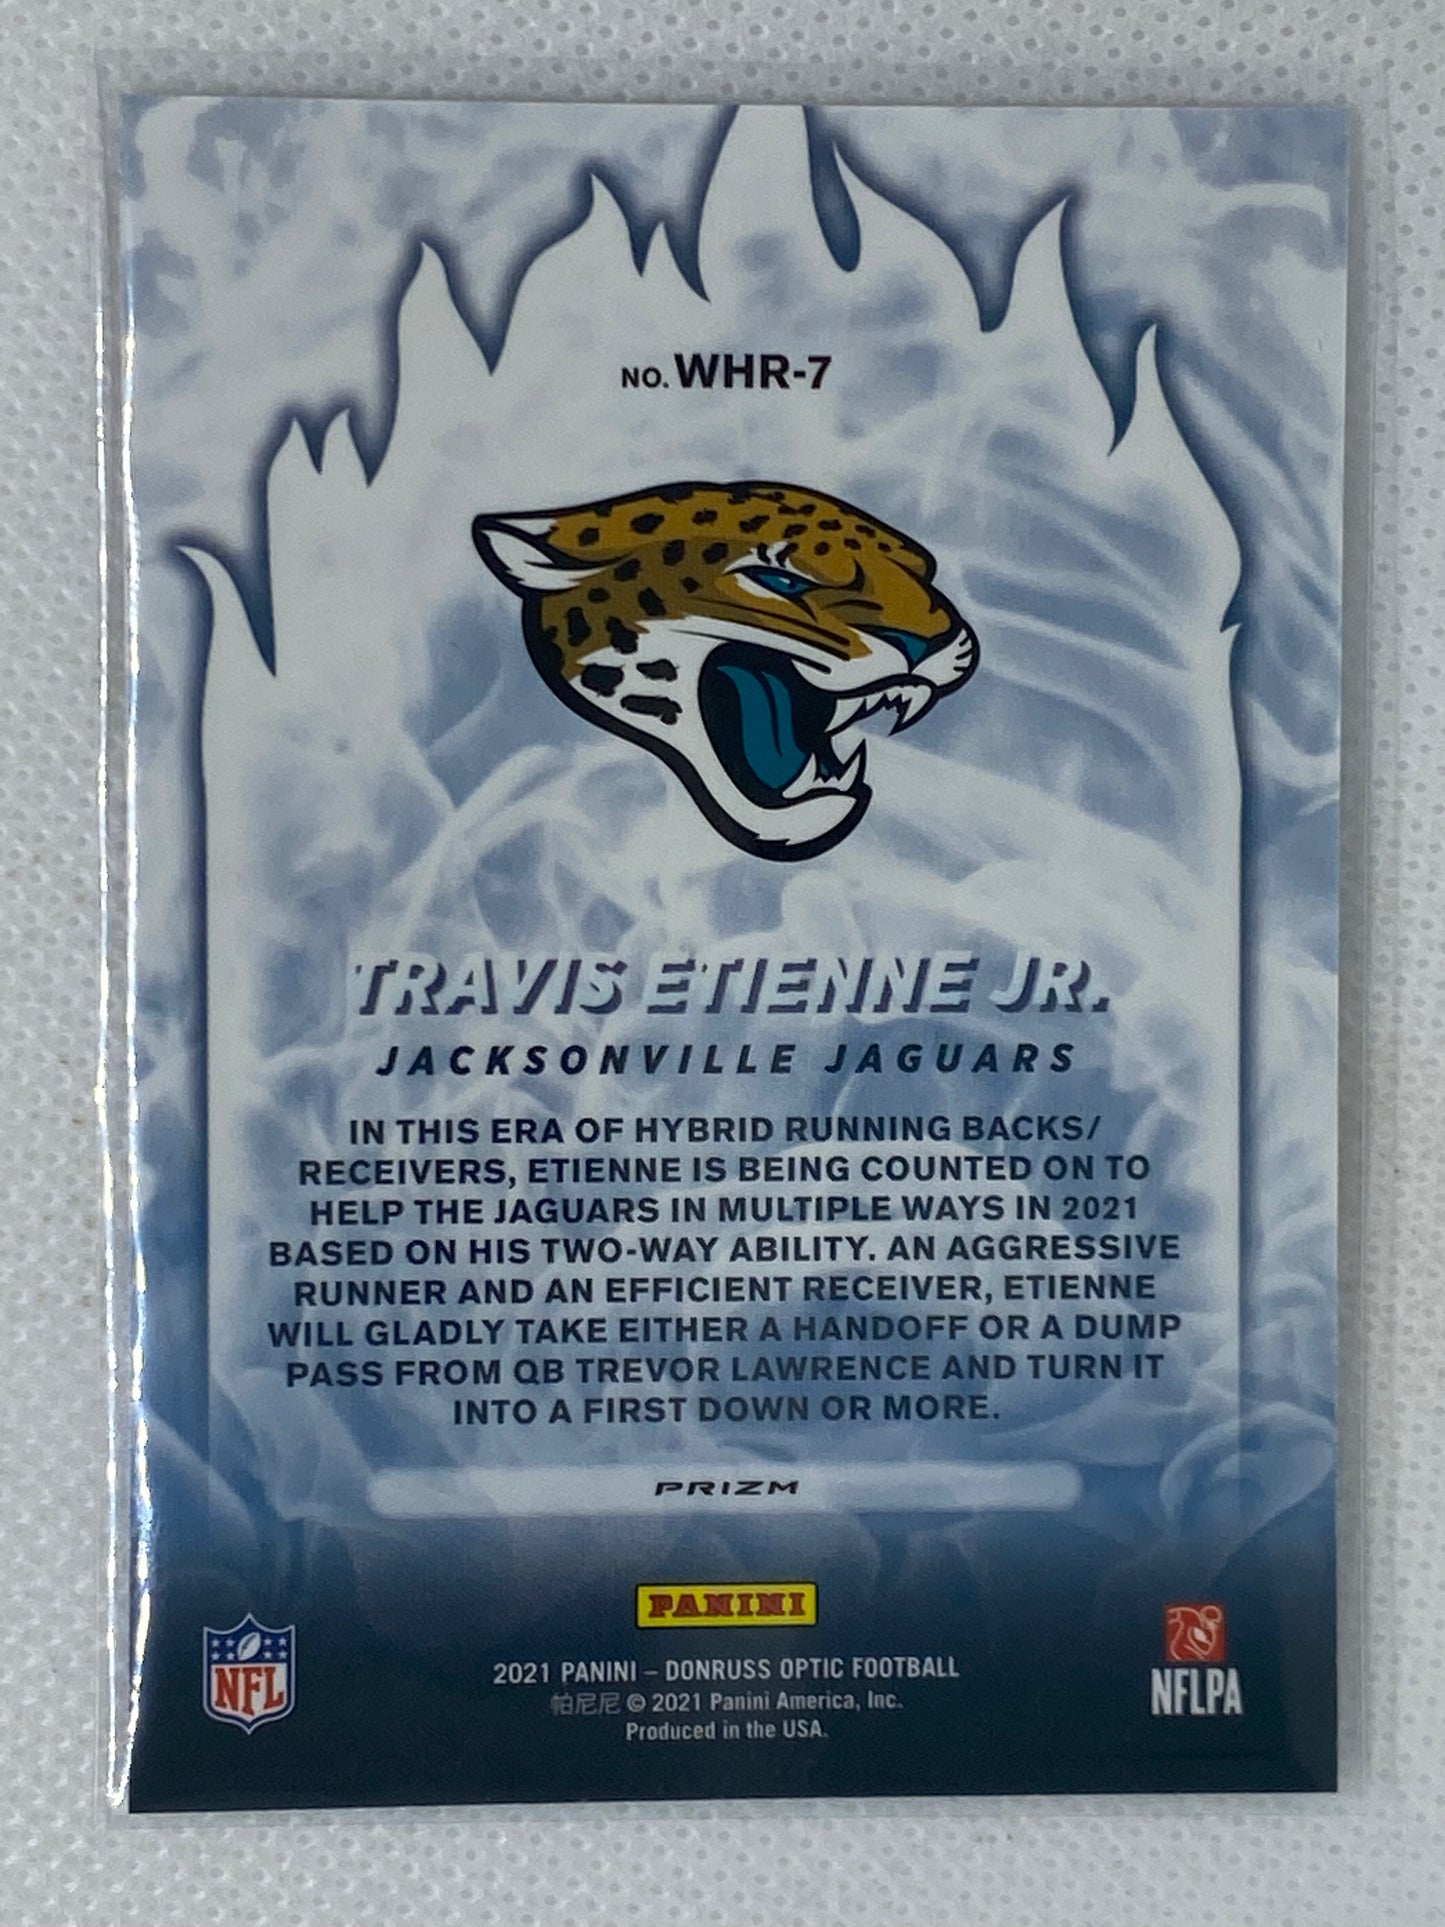 NO. WHR-7
TRAVIS ETIENNE JR.
JACKSONVILLE JAGUARS
IN THIS ERA OF HYBRID RUNNING BACKS/
RECEIVERS, ETIENNE IS BEING COUNTED ON TO
HELP THE JAGUARS IN MULTIPLE WAYS IN 2021
BASED ON HIS TWO-WAY ABILITY. AN AGGRESSIVE
RUNNER AND AN EFFICIENT RECEIVER, ETIENNE
WILL GLADLY TAKE EITHER A HANDOFF OR A DUMP
PASS FROM QB TREVOR LAWRENCE AND TURN IT
INTO A FIRST DOWN OR MORE.
PRIZM
PANINI
NFL
2021 PANINI – DONRUSS OPTIC FOOTBALL
帕尼尼 © 2021 Panini America, Inc.
Produced in the USA.
NFLPA